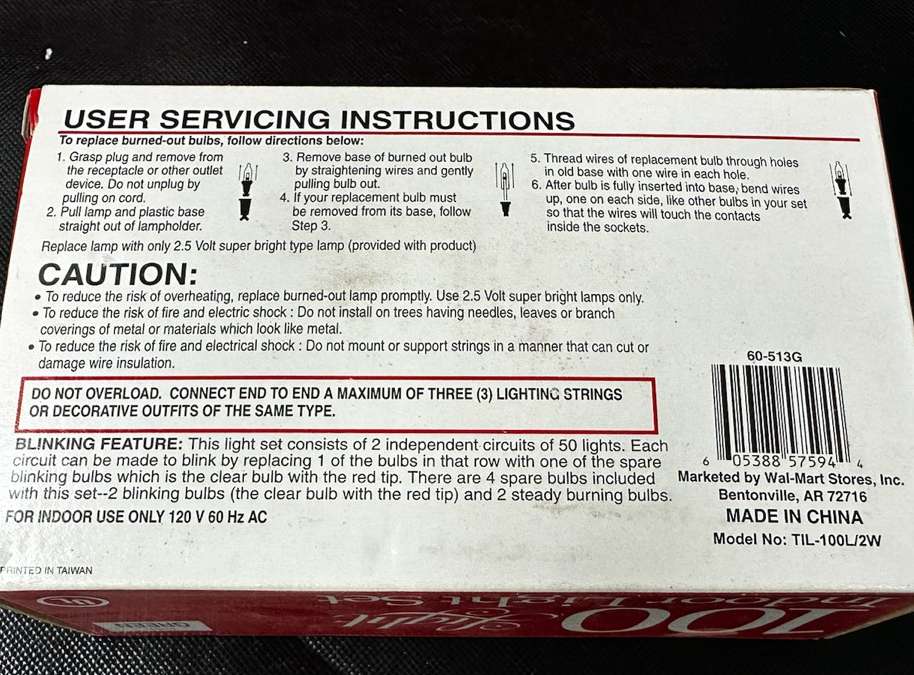 USER SERVICING INSTRUCTIONS
To replace burned-out bulbs, follow directions below:
1. Grasp plug and remove from
the receptacle or other outlet
device. Do not unplug by
pulling on cord.
2. Pull lamp and plastic base
straight out of lampholder.
3. Remove base of burned out bulb
by straightening wires and gently
pulling bulb out.
4. If your replacement bulb must
be removed from its base, follow
Step 3.
5. Thread wires of replacement bulb through holes
in old base with one wire in each hole.
6. After bulb is fully inserted into base, bend wires
up, one on each side, like other bulbs in your set
so that the wires will touch the contacts
inside the sockets.
Replace lamp with only 2.5 Volt super bright type lamp (provided with product)
CAUTION:
• To reduce the risk of overheating, replace burned-out lamp promptly. Use 2.5 Volt super bright lamps only.
• To reduce the risk of fire and electric shock : Do not install on trees having needles, leaves or branch
coverings of metal or materials which look like metal.
• To reduce the risk of fire and electrical shock : Do not mount or support strings in a manner that can cut or
damage wire insulation.
DO NOT OVERLOAD. CONNECT END TO END A MAXIMUM OF THREE (3) LIGHTING STRINGS
OR DECORATIVE OUTFITS OF THE SAME TYPE.
BLINKING FEATURE: This light set consists of 2 independent circuits of 50 lights. Each
circuit can be made to blink by replacing 1 of the bulbs in that row with one of the spare
blinking bulbs which is the clear bulb with the red tip. There are 4 spare bulbs included
with this set--2 blinking bulbs (the clear bulb with the red tip) and 2 steady burning bulbs.
FOR INDOOR USE ONLY 120 V 60 Hz AC
60-513G
6 05388 57594 4
Marketed by Wal-Mart Stores, Inc.
Bentonville, AR 72716
MADE IN CHINA
Model No: TIL-100L/2W
PRINTED IN TAIWAN
100 Light
Indoor Light Set
GREEN